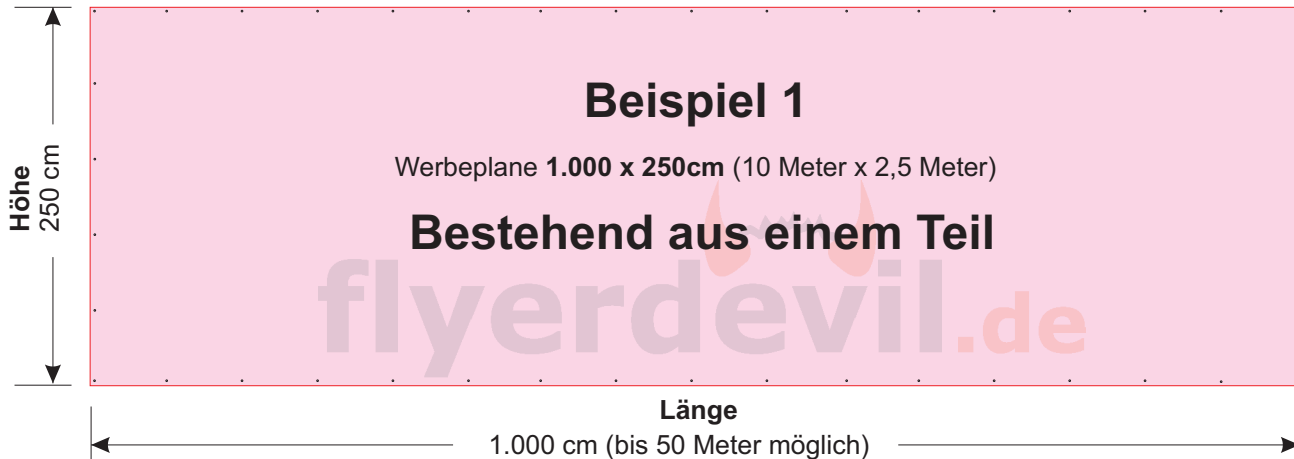 Beispiel 1
Werbeplane 1.000 x 250cm (10 Meter x 2,5 Meter)
Bestehend aus einem Teil
flyerdevil.de
Höhe
250 cm
Länge
1.000 cm (bis 50 Meter möglich)